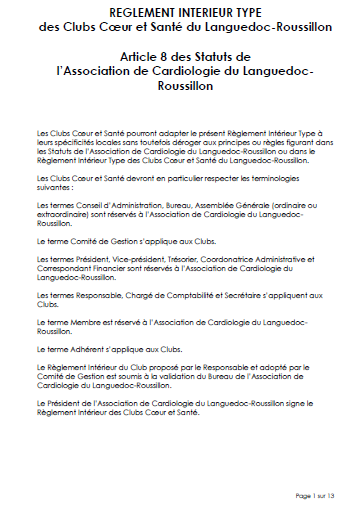 REGLEMENT INTERIEUR TYPE
des Clubs Cœur et Santé du Languedoc-Roussillon
Article 8 des Statuts de
l'Association de Cardiologie du Languedoc-
Roussillon
Les Clubs Cœur et Santé pourront adapter le présent Règlement Intérieur Type à
leurs spécificités locales sans toutefois déroger aux principes ou règles figurant dans
les Statuts de l'Association de Cardiologie du Languedoc-Roussillon ou dans le
Règlement Intérieur Type des Clubs Cœur et Santé du Languedoc-Roussillon.
Les Clubs Cœur et Santé devront en particulier respecter les terminologies
suivantes :
Les termes Conseil d'Administration, Bureau, Assemblée Générale (ordinaire ou
extraordinaire) sont réservés à l'Association de Cardiologie du Languedoc-
Roussillon.
Le terme Comité de Gestion s'applique aux Clubs.
Les termes Président, Vice-président, Trésorier, Coordonatrice Administrative et
Correspondant Financier sont réservés à l'Association de Cardiologie du
Languedoc-Roussillon.
Les termes Responsable, Chargé de Comptabilité et Secrétaire s'appliquent aux
Clubs.
Le terme Membre est réservé à l'Association de Cardiologie du Languedoc-
Roussillon.
Le terme Adhérent s'applique aux Clubs.
Le Règlement Intérieur du Club proposé par le Responsable et adopté par le
Comité de Gestion est soumis à la validation du Bureau de l'Association de
Cardiologie du Languedoc-Roussillon.
Le Président de l'Association de Cardiologie du Languedoc-Roussillon signe le
Règlement Intérieur des Clubs Cœur et Santé.
Page 1 sur 13